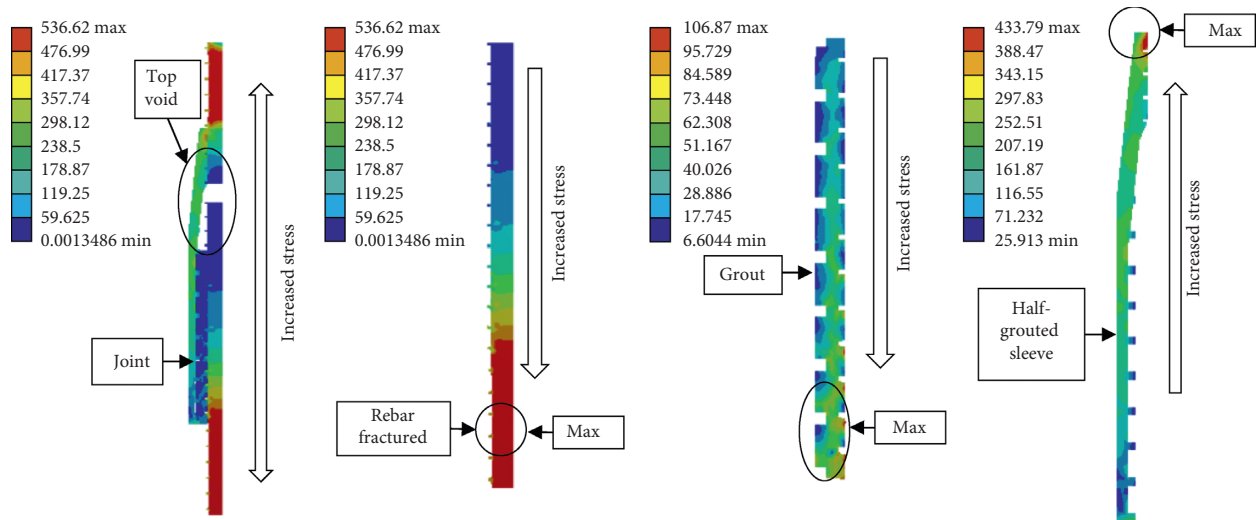 536.62 max
476.99
417.37
357.74
298.12
238.5
178.87
119.25
59.625
0.0013486 min
Top
void
Joint
Increased stress
536.62 max
476.99
417.37
357.74
298.12
238.5
178.87
119.25
59.625
0.0013486 min
Increased stress
Rebar
fractured
Max
106.87 max
95.729
84.589
73.448
62.308
51.167
40.026
28.886
17.745
6.6044 min
Grout
Increased stress
Max
433.79 max
388.47
343.15
297.83
252.51
207.19
161.87
116.55
71.232
25.913 min
Max
Half-
grouted
sleeve
Increased stress